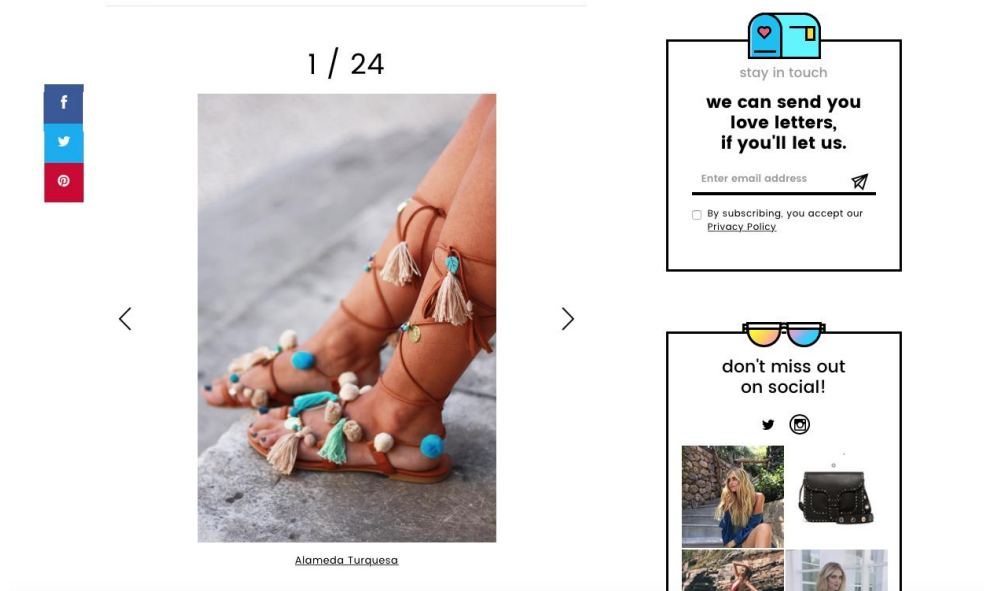 1 / 24
Alameda Turquesa
stay in touch
we can send you
love letters,
if you'll let us.
Enter email address
By subscribing, you accept our
Privacy Policy
don't miss out
on social!